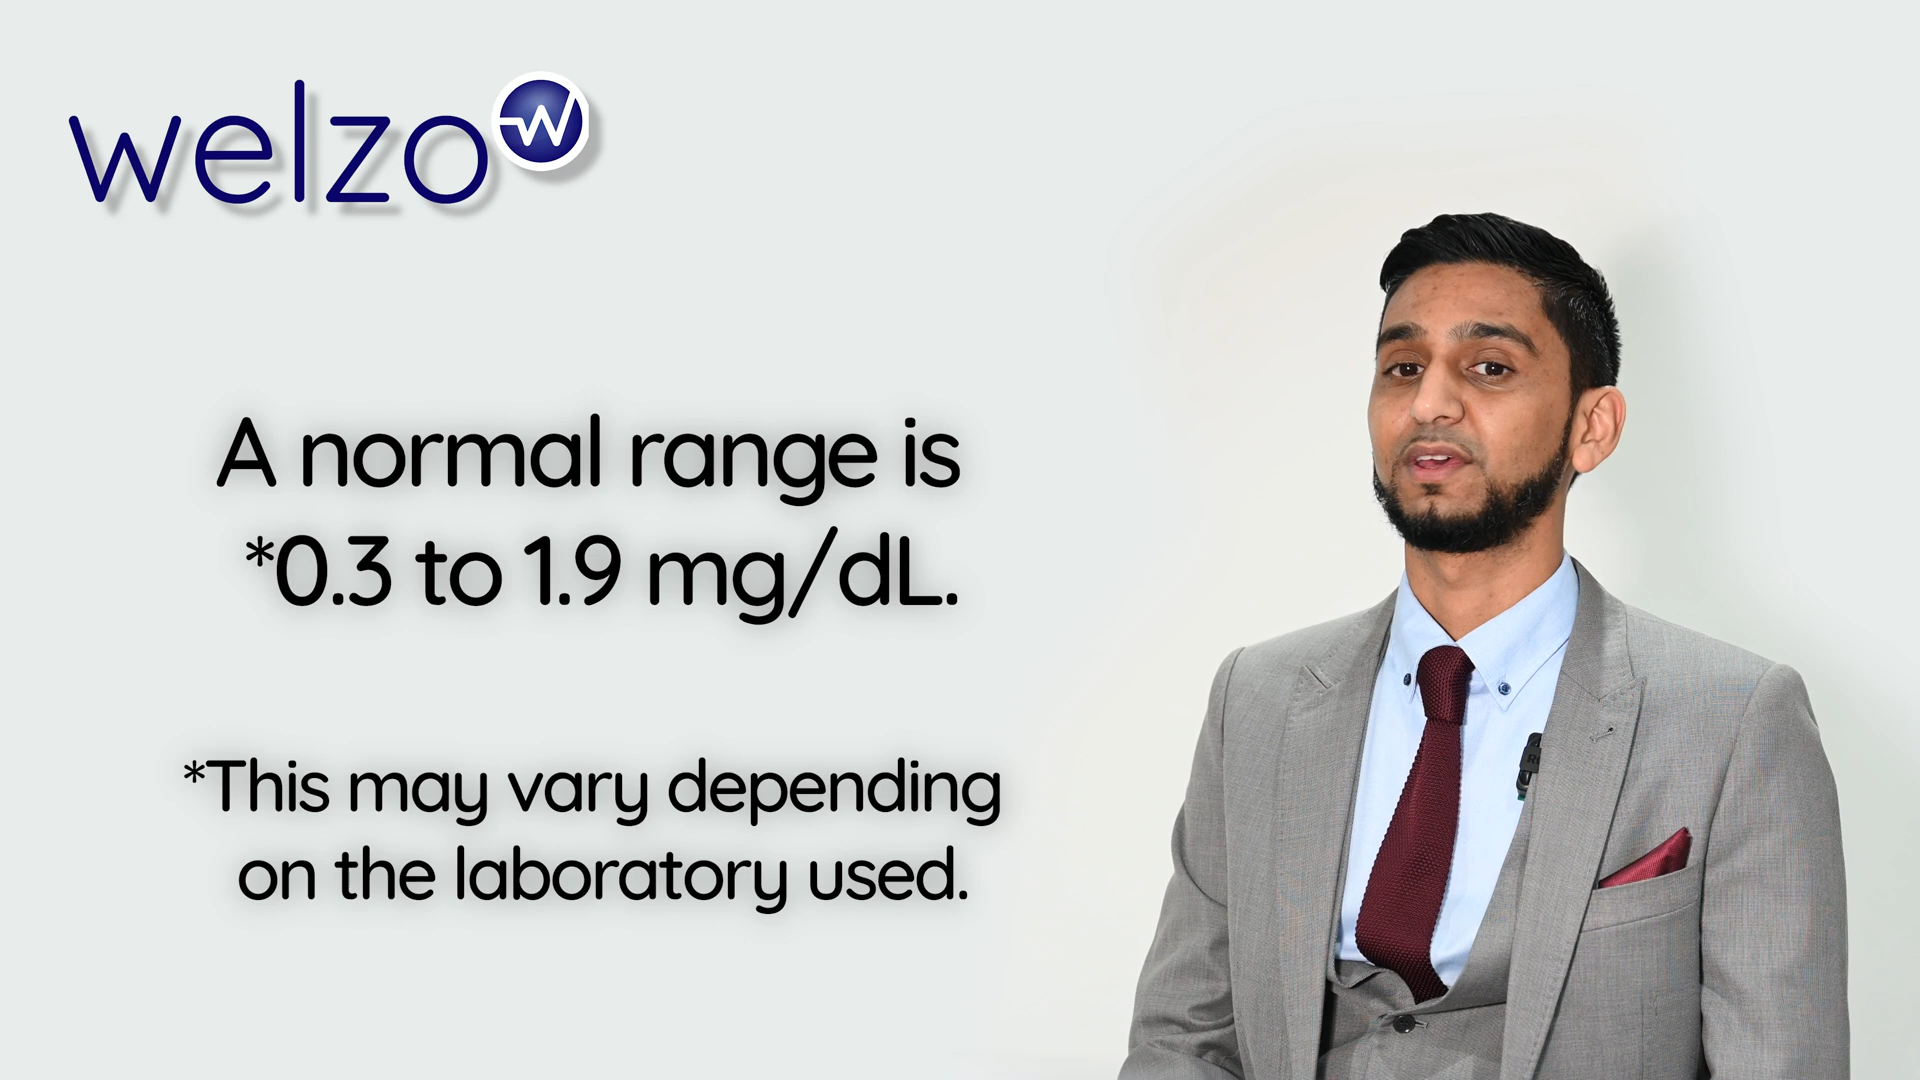 welzo
W
A normal range is
*0.3 to 1.9 mg/dL.
*This may vary depending
on the laboratory used.